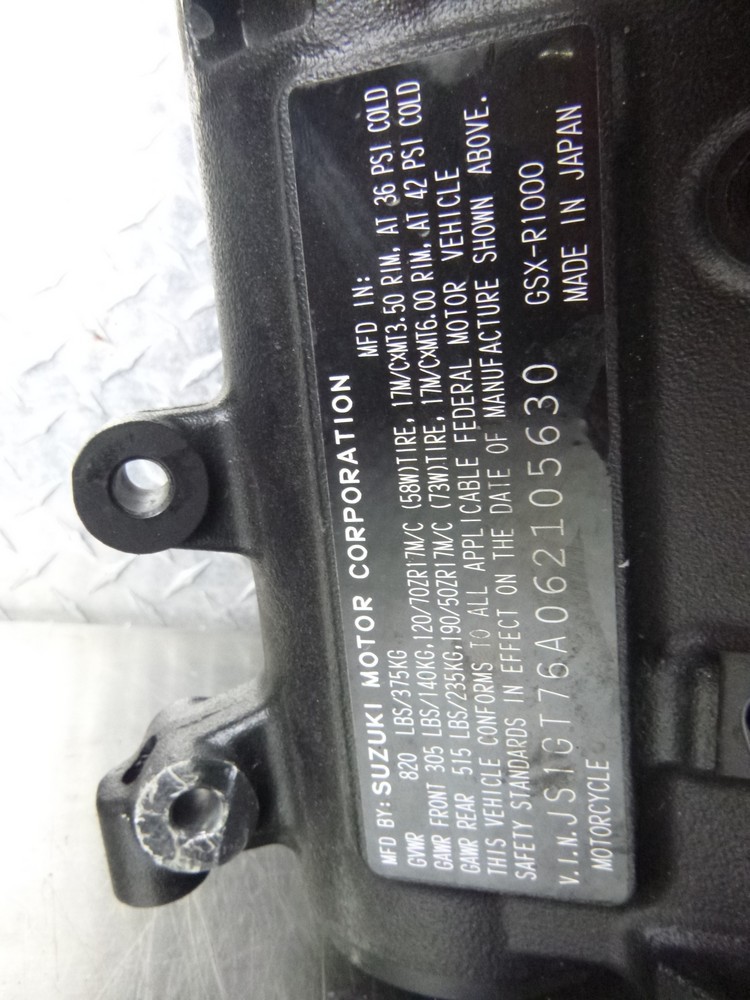 MFD BY: SUZUKI MOTOR CORPORATION MFD IN:
GVWR 820 LBS/375KG
GAWR FRONT 305 LBS/140KG,120/70ZR17M/C (58W)TIRE, 17M/CXMT3.50 RIM, AT 36 PSI COLD
GAWR REAR 515 LBS/235KG,190/50ZR17M/C (73W)TIRE, 17M/CXMT6.00 RIM, AT 42 PSI COLD
THIS VEHICLE CONFORMS TO ALL APPLICABLE FEDERAL MOTOR VEHICLE
SAFETY STANDARDS IN EFFECT ON THE DATE OF MANUFACTURE SHOWN ABOVE.
V.I.N.JS1GT76A062105630 GSX-R1000
MOTORCYCLE MADE IN JAPAN